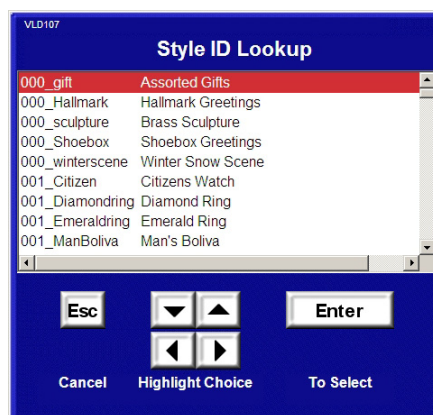 VLD107
Style ID Lookup
000_gift Assorted Gifts
000_Hallmark Hallmark Greetings
000_sculpture Brass Sculpture
000_Shoebox Shoebox Greetings
000_winterscene Winter Snow Scene
001_Citizen Citizens Watch
001_Diamondring Diamond Ring
001_Emeraldring Emerald Ring
001_ManBoliva Man's Boliva
Esc Enter
Cancel Highlight Choice To Select